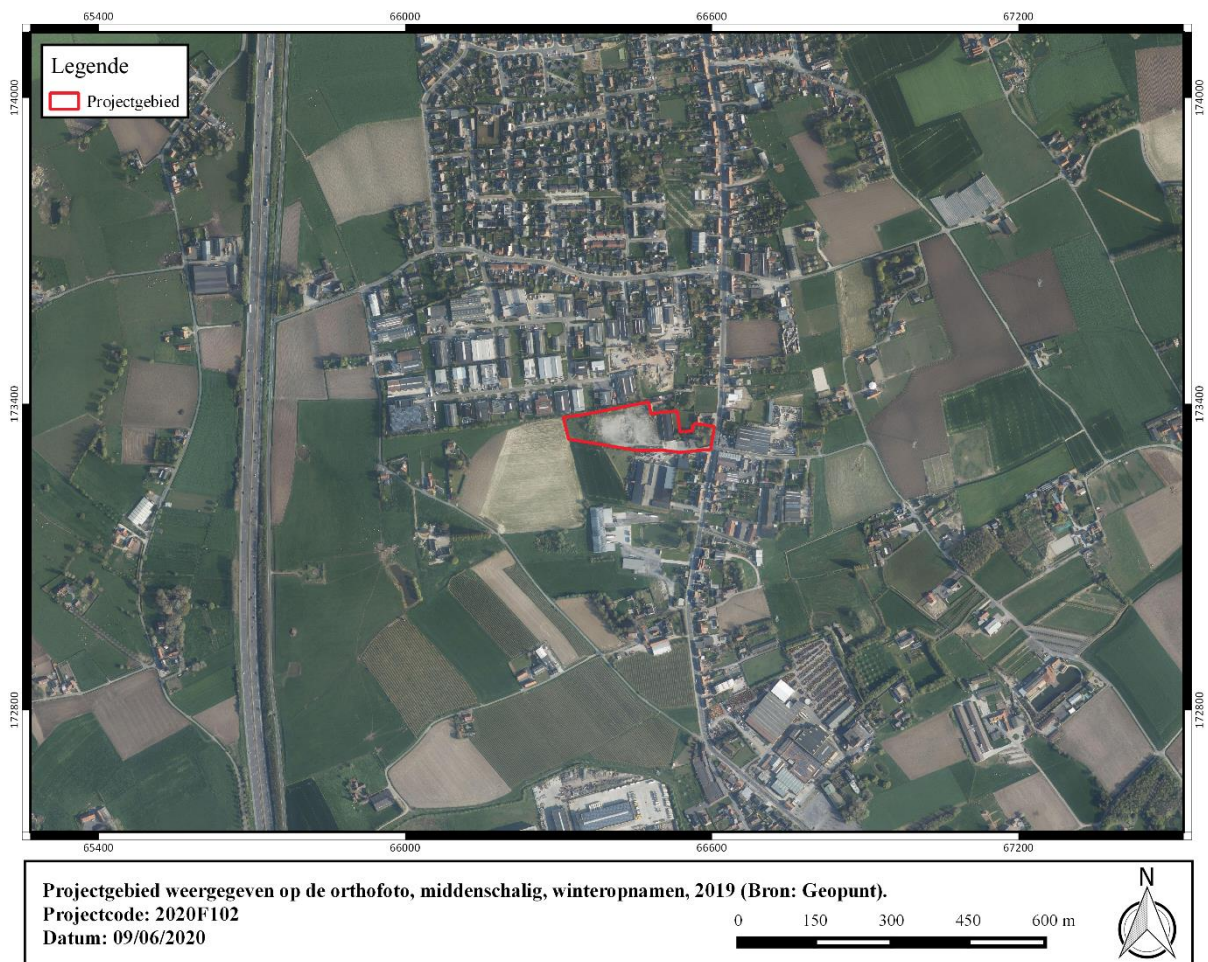 65400 66000 66600 67200
Legende
Projectgebied
174000 174000
173400 173400
172800 172800
65400 66000 66600 67200
Projectgebied weergegeven op de orthofoto, middenschalig, winteropnamen, 2019 (Bron: Geopunt).
Projectcode: 2020F102
Datum: 09/06/2020
0 150 300 450 600 m
N